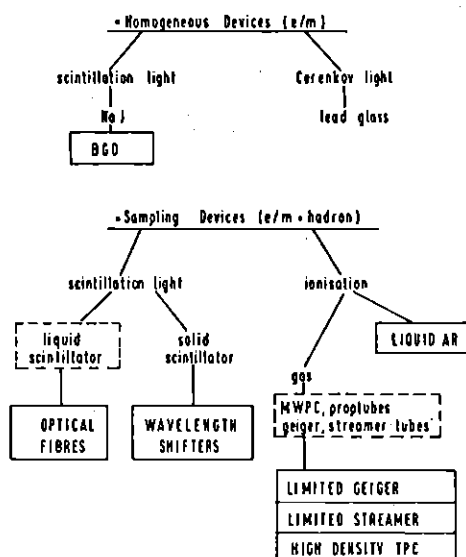 • Homogeneous Devices (e/m)
scintillation light
Cerenkov light
NaJ
lead glass
BGO
• Sampling Devices (e/m + hadron)
scintillation light
ionisation
liquid
scintillator
solid
scintillator
LIQUID AR
gas
OPTICAL
FIBRES
WAVELENGTH
SHIFTERS
MWPC, proptubes
geiger, streamer tubes
LIMITED GEIGER
LIMITED STREAMER
HIGH DENSITY TPC